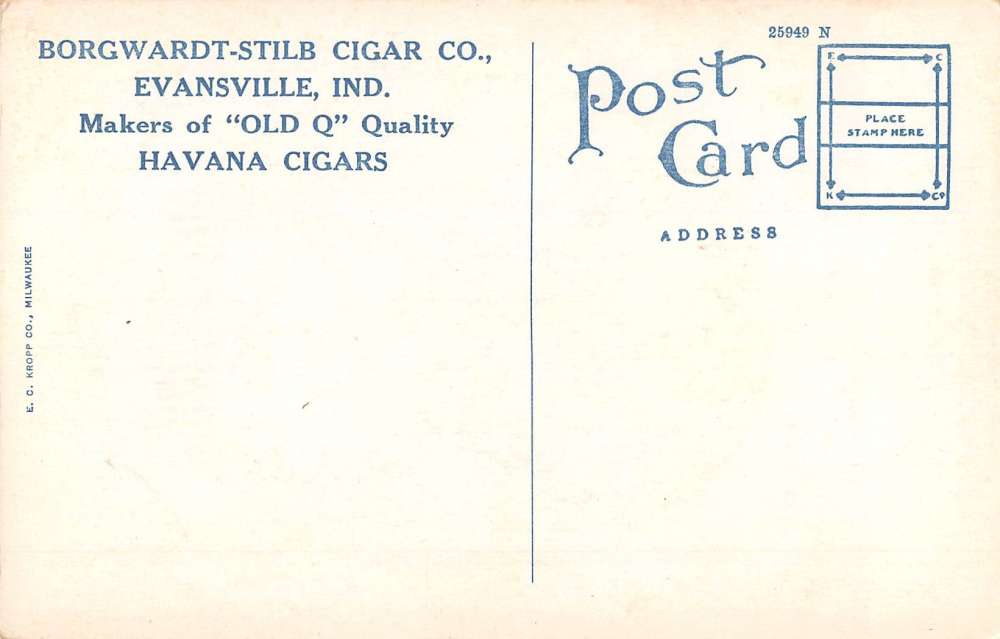 BORGWARDT-STILB CIGAR CO.,
EVANSVILLE, IND.
Makers of “OLD Q” Quality
HAVANA CIGARS
E. C. KROPP CO., MILWAUKEE
25949 N
Post
Card
E C
PLACE
STAMP HERE
K Co
ADDRESS